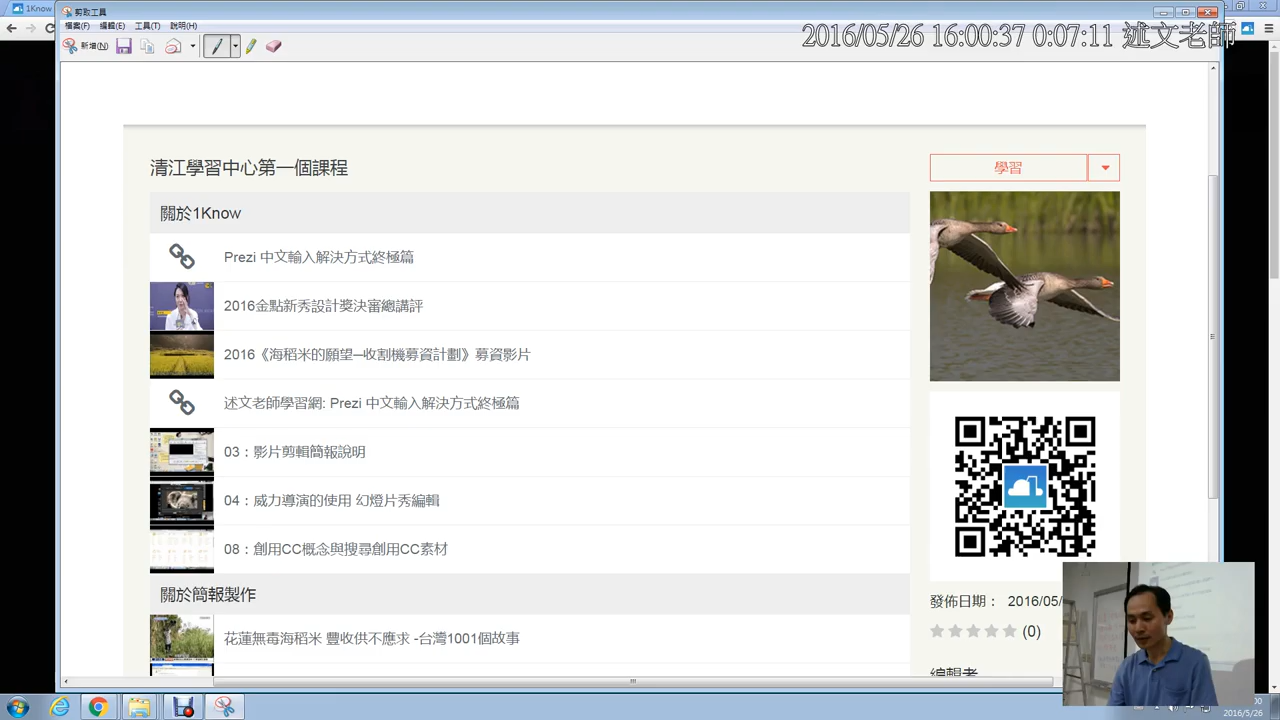 1Know
剪取工具
檔案(F) 編輯(E) 工具(T) 說明(H)
新增(N)
2016/05/26 16:00:37 0:07:11 述文老師
清江學習中心第一個課程
學習
關於1Know
Prezi 中文輸入解決方式終極篇
2016金點新秀設計獎決審總講評
2016《海稻米的願望─收割機募資計劃》募資影片
述文老師學習網: Prezi 中文輸入解決方式終極篇
03：影片剪輯簡報說明
04：威力導演的使用 幻燈片秀編輯
08：創用CC概念與搜尋創用CC素材
關於簡報製作
發佈日期： 2016/05/
(0)
花蓮無毒海稻米 豐收供不應求 -台灣1001個故事
編輯者
2016/5/26